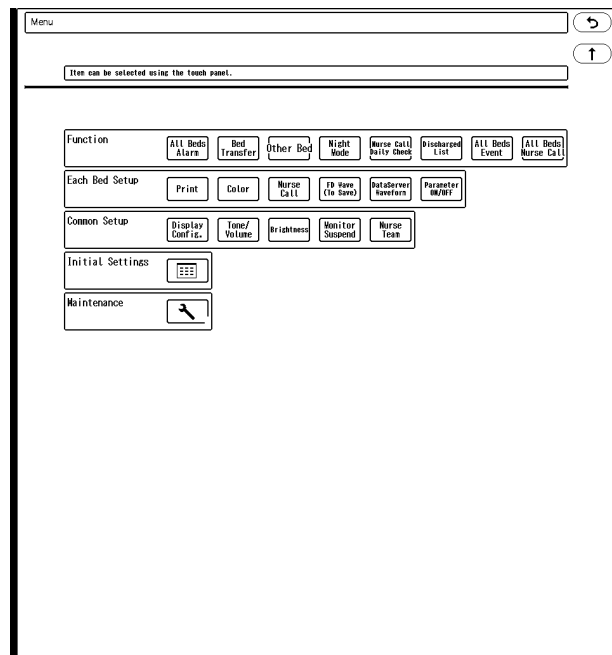 Menu
Item can be selected using the touch panel.
Function
All Beds
Alarm
Bed
Transfer
Other Bed
Night
Mode
Nurse Call
Daily Check
Discharged
List
All Beds
Event
All Beds
Nurse Call
Each Bed Setup
Print
Color
Nurse
Call
FD Wave
(To Save)
DataServer
Waveform
Parameter
ON/OFF
Common Setup
Display
Config.
Tone/
Volume
Brightness
Monitor
Suspend
Nurse
Team
Initial Settings
Maintenance